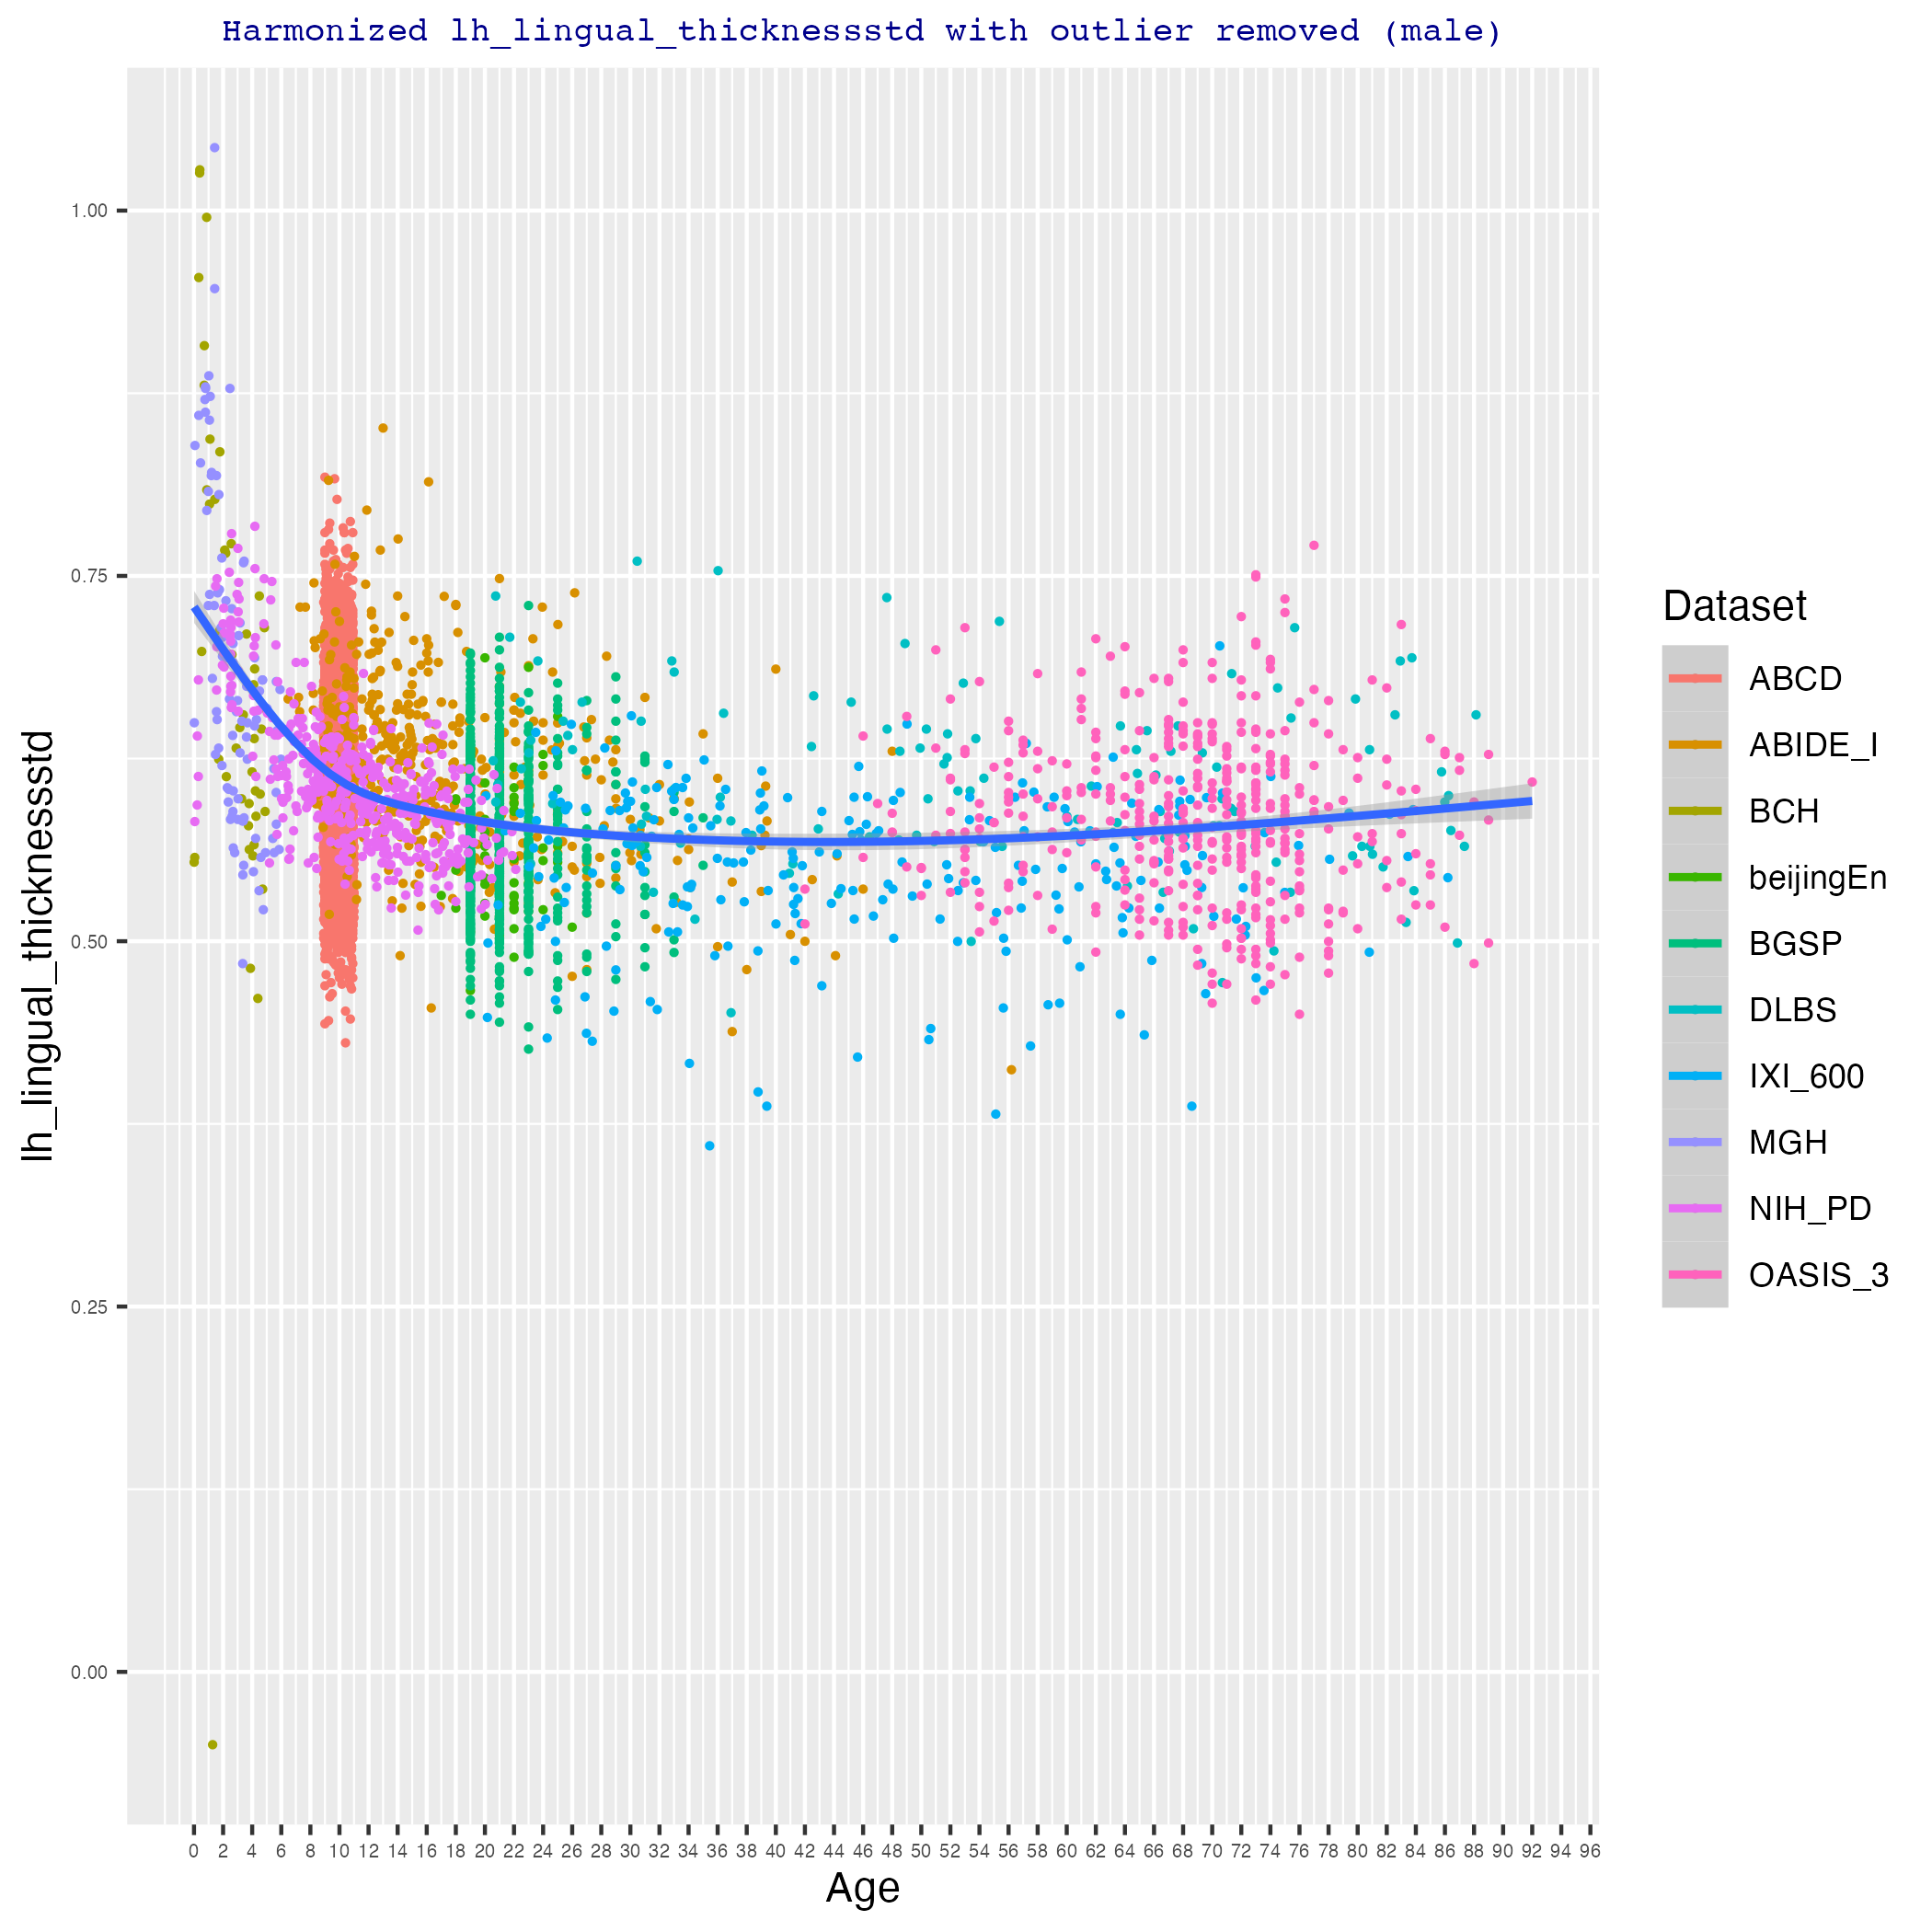 Harmonized lh_lingual_thicknessstd with outlier removed (male)
lh_lingual_thicknessstd
1.00
0.75
0.50
0.25
0.00
0 2 4 6 8 10 12 14 16 18 20 22 24 26 28 30 32 34 36 38 40 42 44 46 48 50 52 54 56 58 60 62 64 66 68 70 72 74 76 78 80 82 84 86 88 90 92 94 96
Age
Dataset
ABCD
ABIDE_I
BCH
beijingEn
BGSP
DLBS
IXI_600
MGH
NIH_PD
OASIS_3